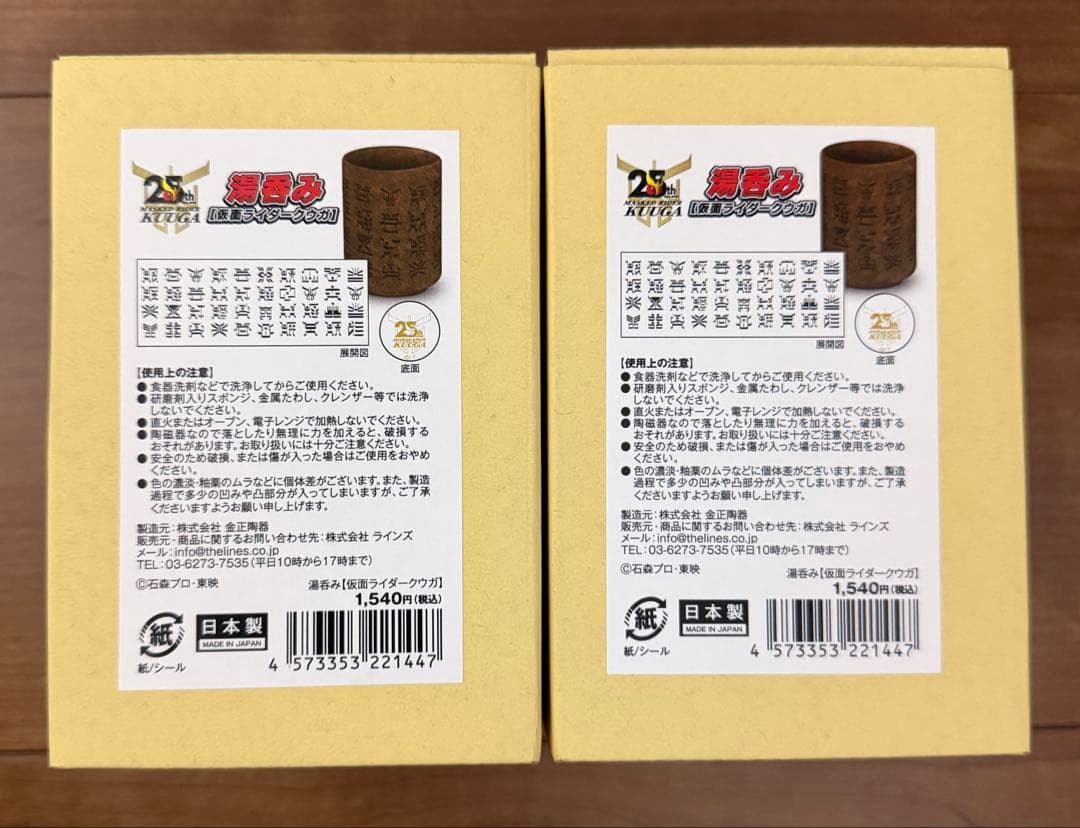 25th
MASKED RIDER
KUUGA
湯呑み
【仮面ライダークウガ】
展開図
25th
KUUGA
底面
【使用上の注意】
● 食器洗剤などで洗浄してからご使用ください。
● 研磨剤入りスポンジ、金属たわし、クレンザー等では洗浄
しないでください。
● 直火またはオーブン、電子レンジで加熱しないでください。
● 陶磁器なので落としたり無理に力を加えると、破損する
おそれがあります。お取り扱いには十分ご注意ください。
● 安全のため破損、または傷が入った場合はご使用をおやめ
ください。
● 色の濃淡・釉薬のムラなどに個体差がございます。また、製造
過程で多少の凹みや凸部分が入ってしまいますが、ご了承
くださいますようお願い申し上げます。
製造元：株式会社 金正陶器
販売元・商品に関するお問い合わせ先：株式会社 ラインズ
メール：info@thelines.co.jp
TEL：03-6273-7535（平日10時から17時まで）
Ⓒ石森プロ・東映
湯呑み【仮面ライダークウガ】
1,540円（税込）
紙
日本製
MADE IN JAPAN
紙/シール
4 573353 221447
25th
MASKED RIDER
KUUGA
湯呑み
【仮面ライダークウガ】
展開図
25th
KUUGA
底面
【使用上の注意】
● 食器洗剤などで洗浄してからご使用ください。
● 研磨剤入りスポンジ、金属たわし、クレンザー等では洗浄
しないでください。
● 直火またはオーブン、電子レンジで加熱しないでください。
● 陶磁器なので落としたり無理に力を加えると、破損する
おそれがあります。お取り扱いには十分ご注意ください。
● 安全のため破損、または傷が入った場合はご使用をおやめ
ください。
● 色の濃淡・釉薬のムラなどに個体差がございます。また、製造
過程で多少の凹みや凸部分が入ってしまいますが、ご了承
くださいますようお願い申し上げます。
製造元：株式会社 金正陶器
販売元・商品に関するお問い合わせ先：株式会社 ラインズ
メール：info@thelines.co.jp
TEL：03-6273-7535（平日10時から17時まで）
Ⓒ石森プロ・東映
湯呑み【仮面ライダークウガ】
1,540円（税込）
紙
日本製
MADE IN JAPAN
紙/シール
4 573353 221447